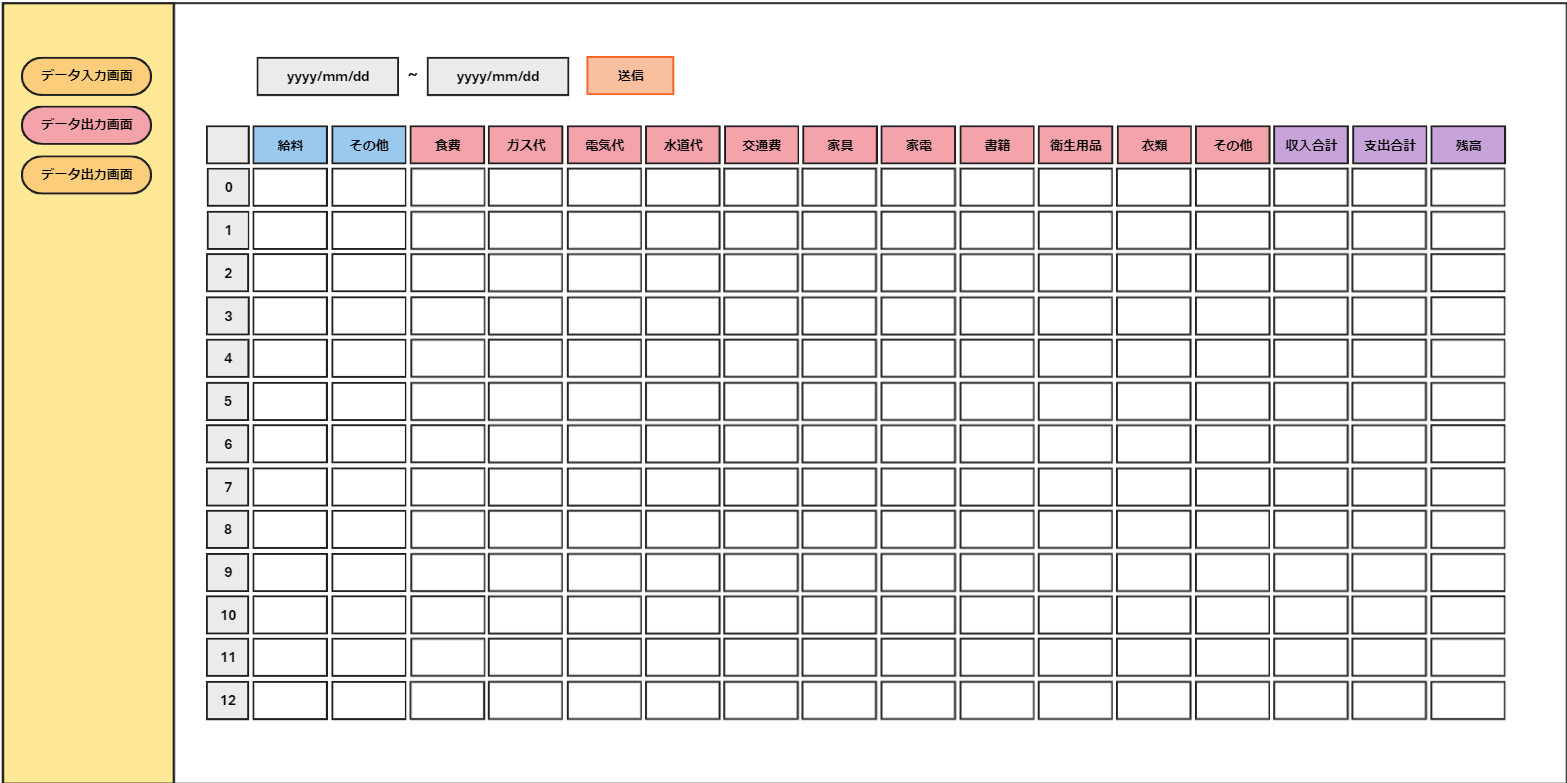 データ入力画面
データ出力画面
データ出力画面
yyyy/mm/dd ~ yyyy/mm/dd 送信
給料 その他 食費 ガス代 電気代 水道代 交通費 家具 家電 書籍 衛生用品 衣類 その他 収入合計 支出合計 残高
0
1
2
3
4
5
6
7
8
9
10
11
12